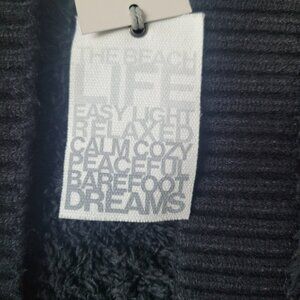 THE BEACH
LIFE
EASY LIGHT
RELAXED
CALM COZY
PEACEFUL
BAREFOOT
DREAMS